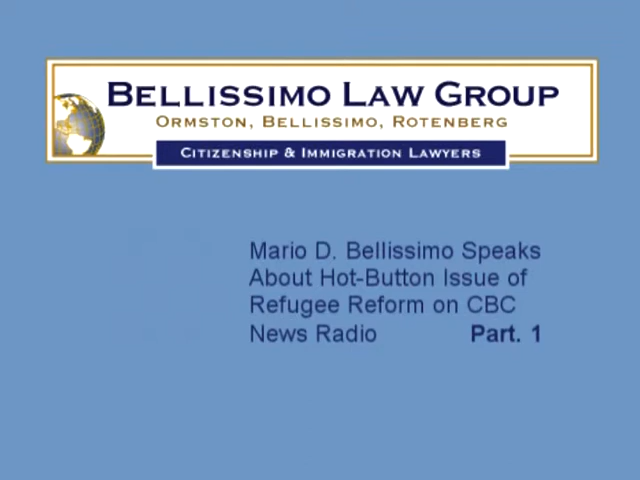 BELLISSIMO LAW GROUP
ORMSTON, BELLISSIMO, ROTENBERG
CITIZENSHIP & IMMIGRATION LAWYERS
Mario D. Bellissimo Speaks
About Hot-Button Issue of
Refugee Reform on CBC
News Radio Part. 1